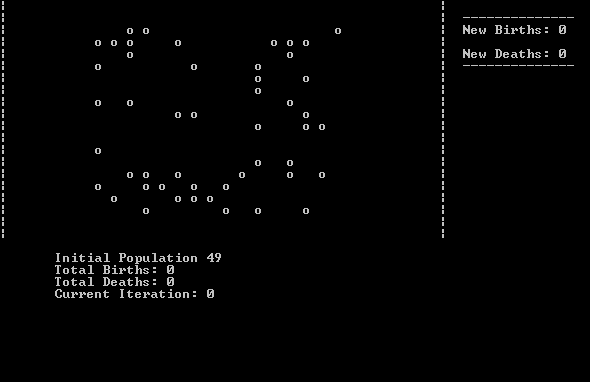 New Births: 0
New Deaths: 0
o o o
o o o o o o o
o o
o o o
o o
o
o o o
o o o
o o o
o
o o
o o o o o o
o o o o o
o o o o
o o o o
Initial Population 49
Total Births: 0
Total Deaths: 0
Current Iteration: 0